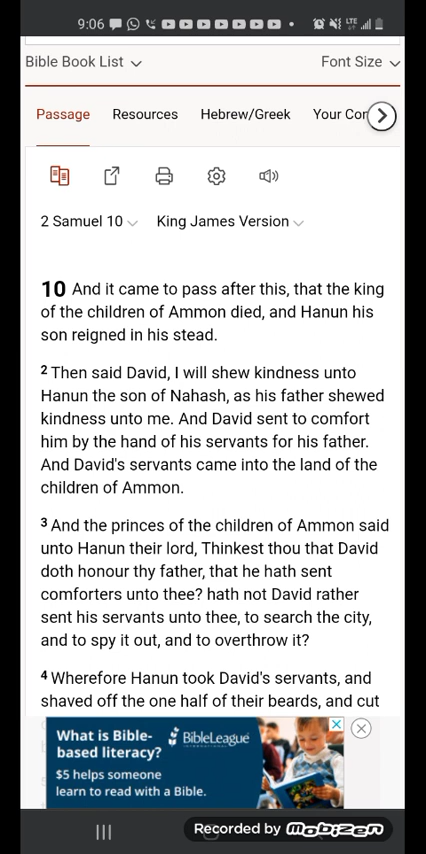 9:06 LTE
Bible Book List Font Size
Passage Resources Hebrew/Greek Your Con
2 Samuel 10 King James Version
10 And it came to pass after this, that the king
of the children of Ammon died, and Hanun his
son reigned in his stead.
2 Then said David, I will shew kindness unto
Hanun the son of Nahash, as his father shewed
kindness unto me. And David sent to comfort
him by the hand of his servants for his father.
And David's servants came into the land of the
children of Ammon.
3 And the princes of the children of Ammon said
unto Hanun their lord, Thinkest thou that David
doth honour thy father, that he hath sent
comforters unto thee? hath not David rather
sent his servants unto thee, to search the city,
and to spy it out, and to overthrow it?
4 Wherefore Hanun took David's servants, and
shaved off the one half of their beards, and cut
What is Bible-
based literacy?
BibleLeague
INTERNATIONAL
$5 helps someone
learn to read with a Bible.
Recorded by mobizen